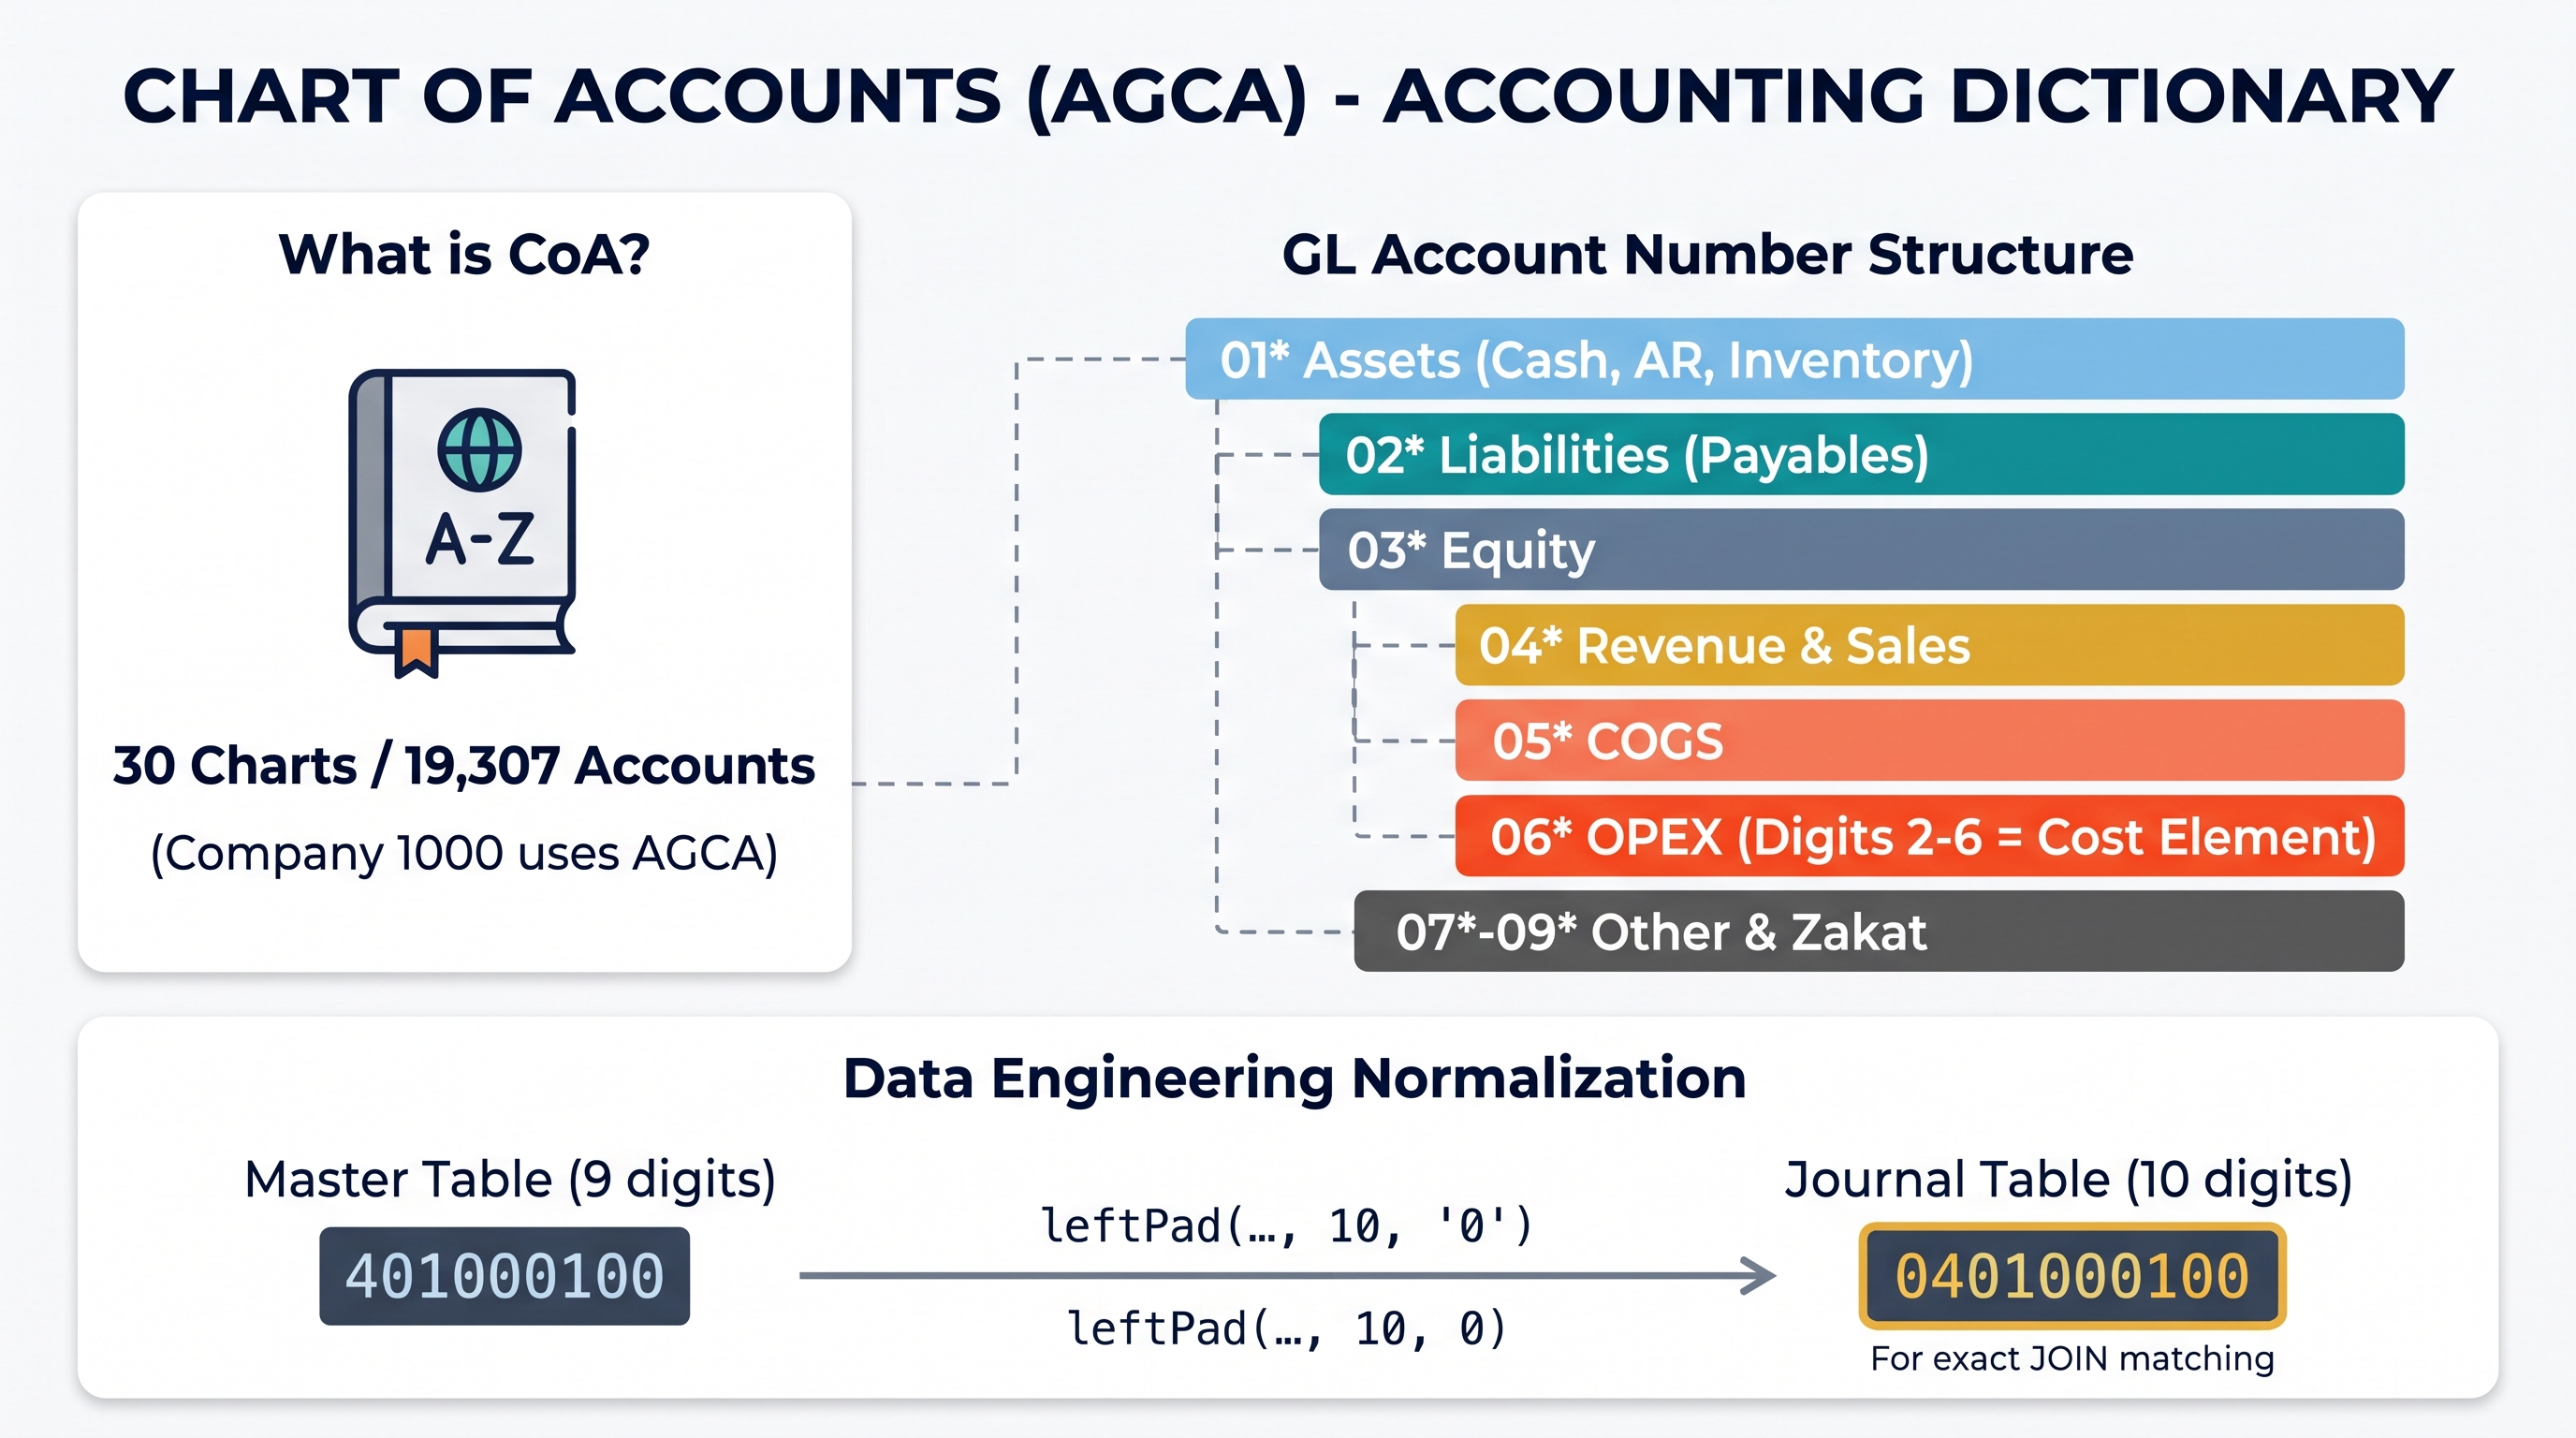 CHART OF ACCOUNTS (AGCA) - ACCOUNTING DICTIONARY
What is CoA?
A-Z
30 Charts / 19,307 Accounts
(Company 1000 uses AGCA)
GL Account Number Structure
01* Assets (Cash, AR, Inventory)
02* Liabilities (Payables)
03* Equity
04* Revenue & Sales
05* COGS
06* OPEX (Digits 2-6 = Cost Element)
07*-09* Other & Zakat
Data Engineering Normalization
Master Table (9 digits)
401000100
leftPad(…, 10, '0')
leftPad(…, 10, 0)
Journal Table (10 digits)
0401000100
For exact JOIN matching